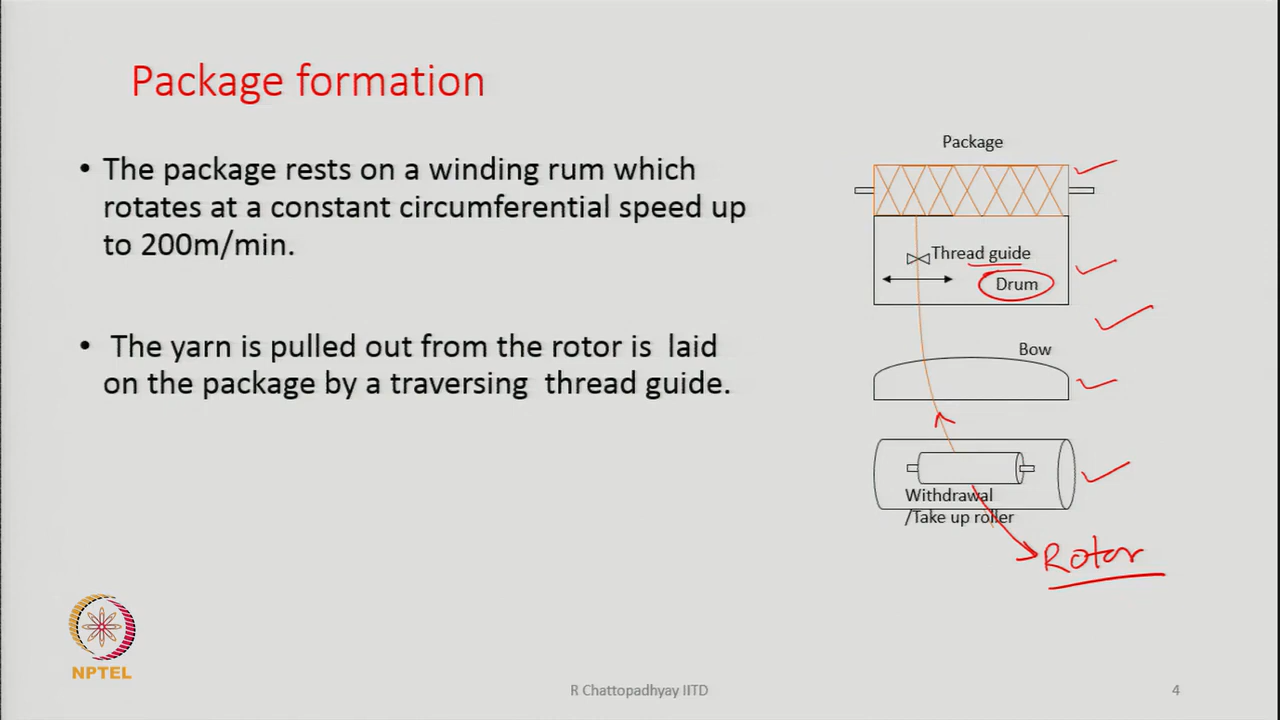 Package formation
• The package rests on a winding rum which
rotates at a constant circumferential speed up
to 200m/min.
• The yarn is pulled out from the rotor is laid
on the package by a traversing thread guide.
Package
Thread guide
Drum
Bow
Withdrawal
/Take up roller
Rotor
NPTEL
R Chattopadhyay IITD
4